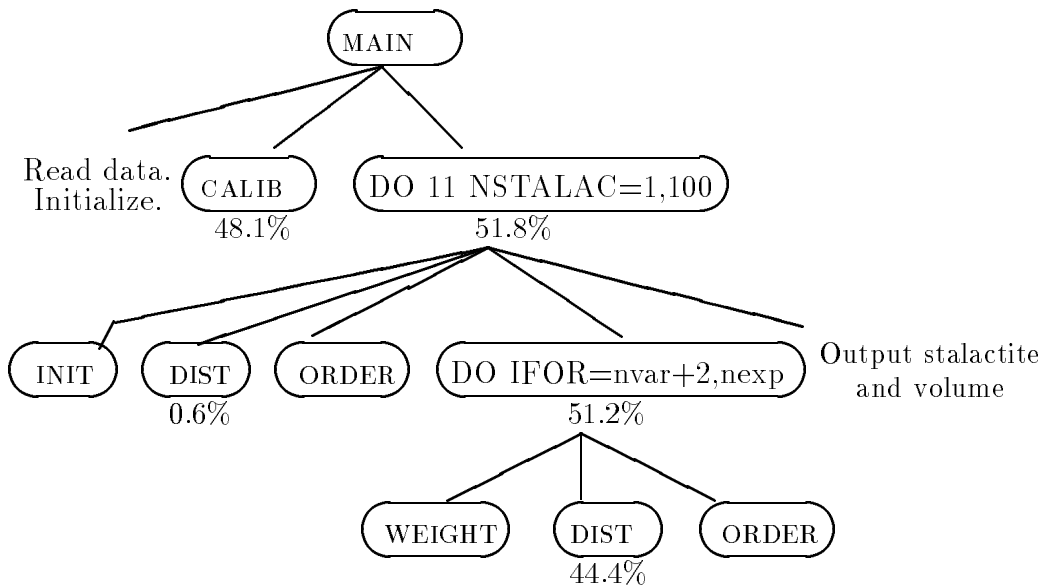 MAIN
Read data.
Initialize.
CALIB
DO 11 NSTALAC=1,100
48.1%
51.8%
INIT
DIST
ORDER
DO IFOR=nvar+2,nexp
Output stalactite
and volume
0.6%
51.2%
WEIGHT
DIST
ORDER
44.4%